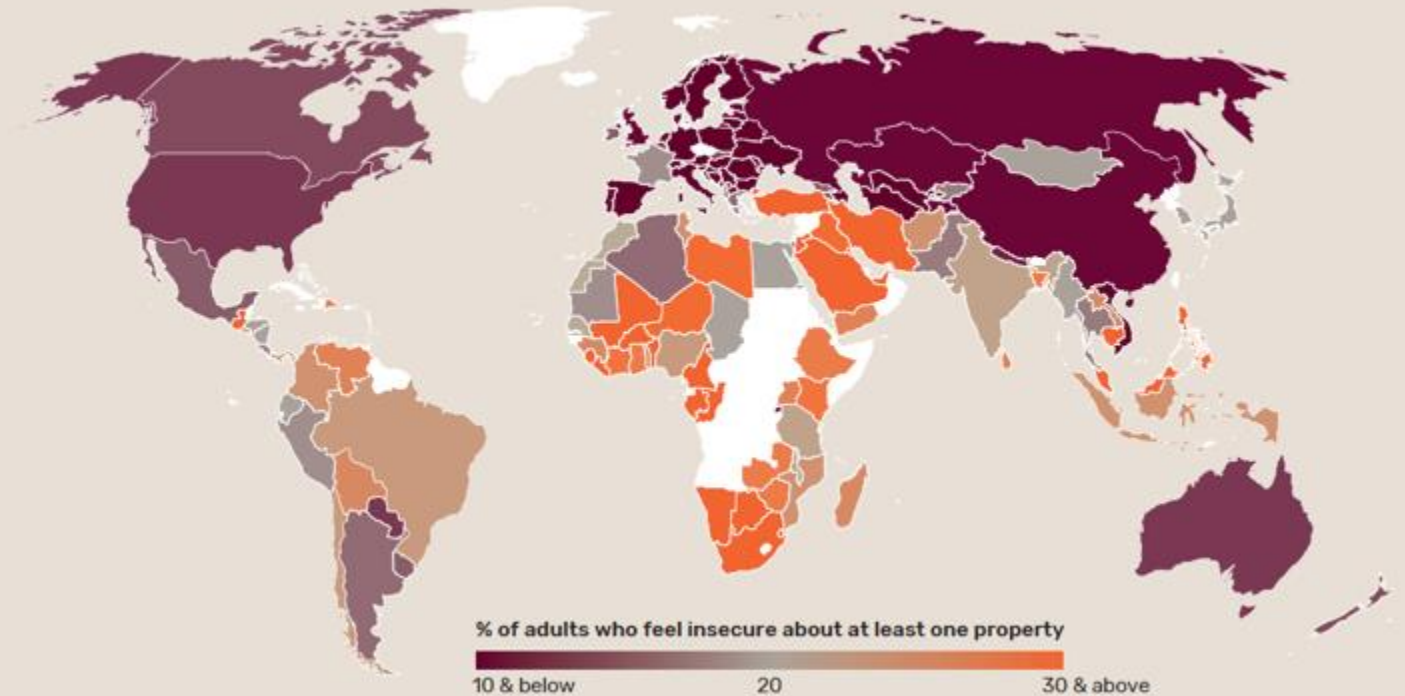 % of adults who feel insecure about at least one property
10 & below 20 30 & above